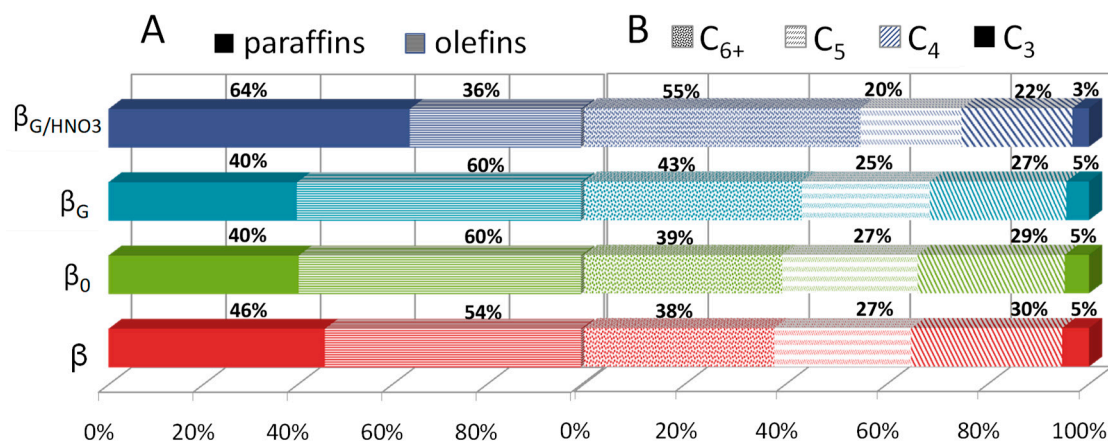 A B
paraffins olefins C₆₊ C₅ C₄ C₃
64% 36% 55% 20% 22% 3%
β_G/HNO3
40% 60% 43% 25% 27% 5%
β_G
40% 60% 39% 27% 29% 5%
β₀
46% 54% 38% 27% 30% 5%
β
0% 20% 40% 60% 80% 0% 20% 40% 60% 80% 100%